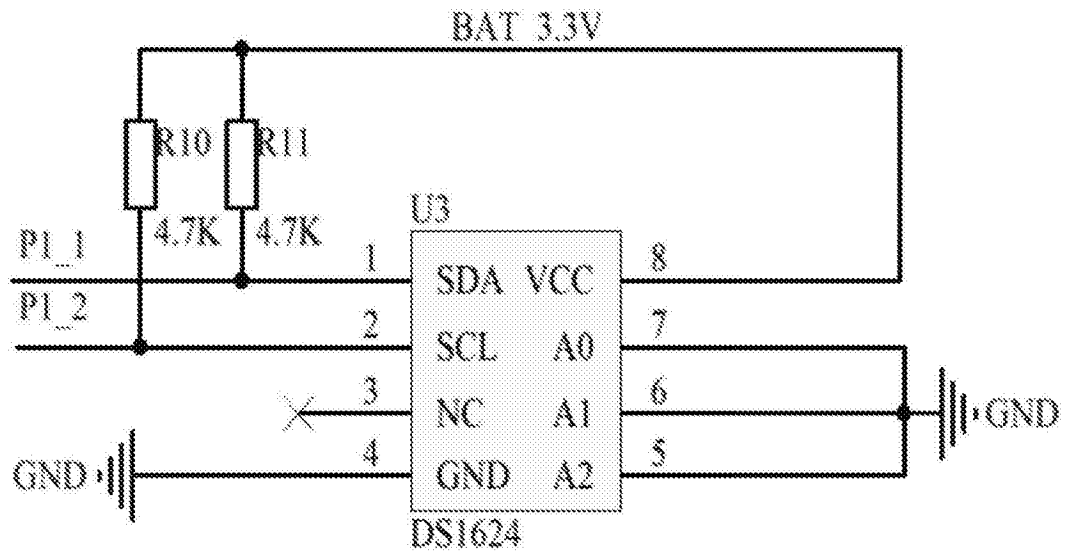 BAT 3.3V
R10
R11
4.7K
4.7K
U3
P1_1
1
SDA
VCC
8
P1_2
2
SCL
A0
7
3
NC
A1
6
GND
GND
4
GND
A2
5
DS1624